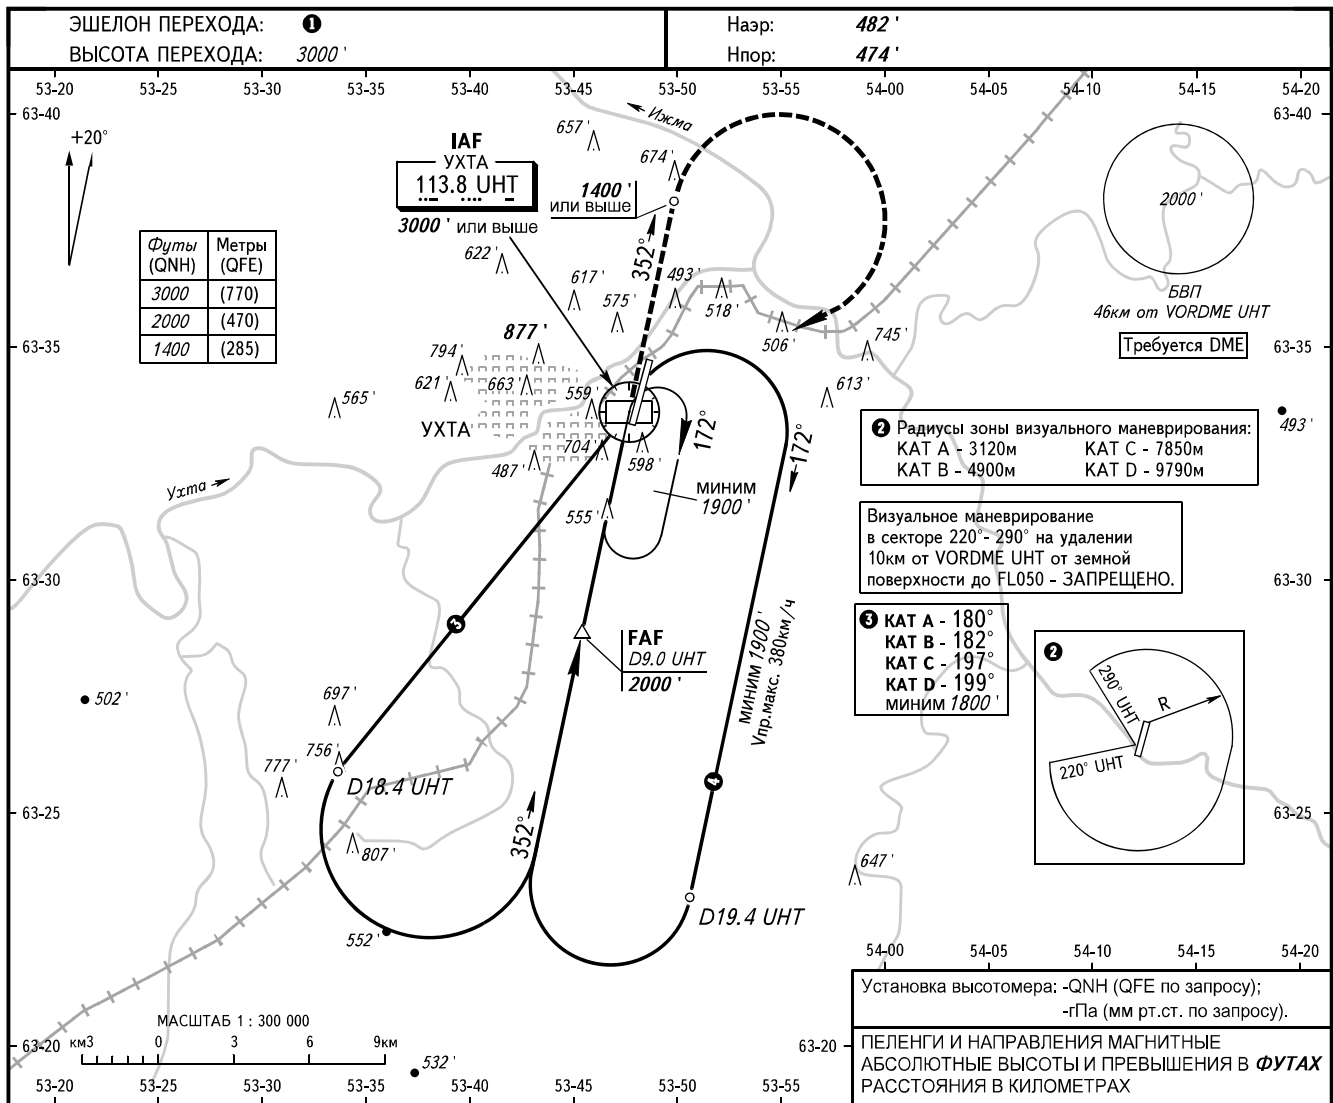 ЭШЕЛОН ПЕРЕХОДА: 1
ВЫСОТА ПЕРЕХОДА: 3000 '
Наэр: 482 '
Нпор: 474 '
53-20 53-25 53-30 53-35 53-40 53-45 53-50 53-55 54-00 54-05 54-10 54-15 54-20
63-40 63-40
+20°
Футы Метры
(QNH) (QFE)
3000 (770)
2000 (470)
1400 (285)
IAF
УХТА
113.8 UHT
3000 ' или выше
1400 '
или выше
657 '
674 '
Ижма
352°
622 '
617 '
575 '
493 '
518 '
506 '
745 '
613 '
2000 '
БВП
46км от VORDME UHT
Требуется DME
63-35 63-35
877 '
794 '
621 '
663 '
559 '
565 '
УХТА
487 '
704 '
598 '
172°
172°
493 '
Ухта
555 '
миним
1900 '
2 Радиусы зоны визуального маневрирования:
КАТ A - 3120м КАТ C - 7850м
КАТ B - 4900м КАТ D - 9790м
Визуальное маневрирование
в секторе 220°- 290° на удалении
10км от VORDME UHT от земной
поверхности до FL050 - ЗАПРЕЩЕНО.
63-30 63-30
3
3 КАТ A - 180°
КАТ B - 182°
КАТ C - 197°
КАТ D - 199°
миним 1800 '
FAF
D9.0 UHT
2000 '
миним 1900 '
Vпр.макс. 380км/ч
2
290° UHT
R
220° UHT
502 '
697 '
756 '
777 '
D18.4 UHT
4
63-25 63-25
352°
807 '
647 '
D19.4 UHT
552 '
54-00 54-05 54-10 54-15 54-20
Установка высотомера: -QNH (QFE по запросу);
-гПа (мм рт.ст. по запросу).
МАСШТАБ 1 : 300 000
км3 0 3 6 9км
532 '
63-20 63-20
ПЕЛЕНГИ И НАПРАВЛЕНИЯ МАГНИТНЫЕ
АБСОЛЮТНЫЕ ВЫСОТЫ И ПРЕВЫШЕНИЯ В ФУТАХ
РАССТОЯНИЯ В КИЛОМЕТРАХ
53-20 53-25 53-30 53-35 53-40 53-45 53-50 53-55